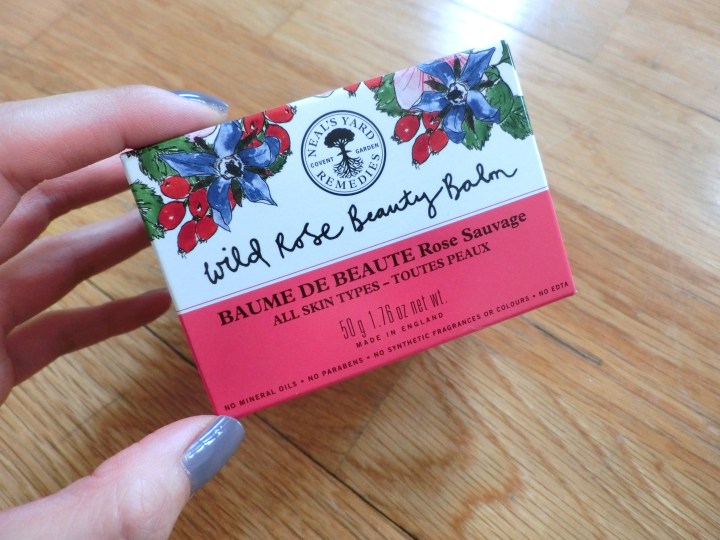 NEAL'S YARD
COVENT GARDEN
REMEDIES
Wild Rose Beauty Balm
BAUME DE BEAUTE Rose Sauvage
ALL SKIN TYPES – TOUTES PEAUX
50g 1.76 oz net wt.
MADE IN ENGLAND
NO MINERAL OILS • NO PARABENS • NO SYNTHETIC FRAGRANCES OR COLOURS • NO EDTA